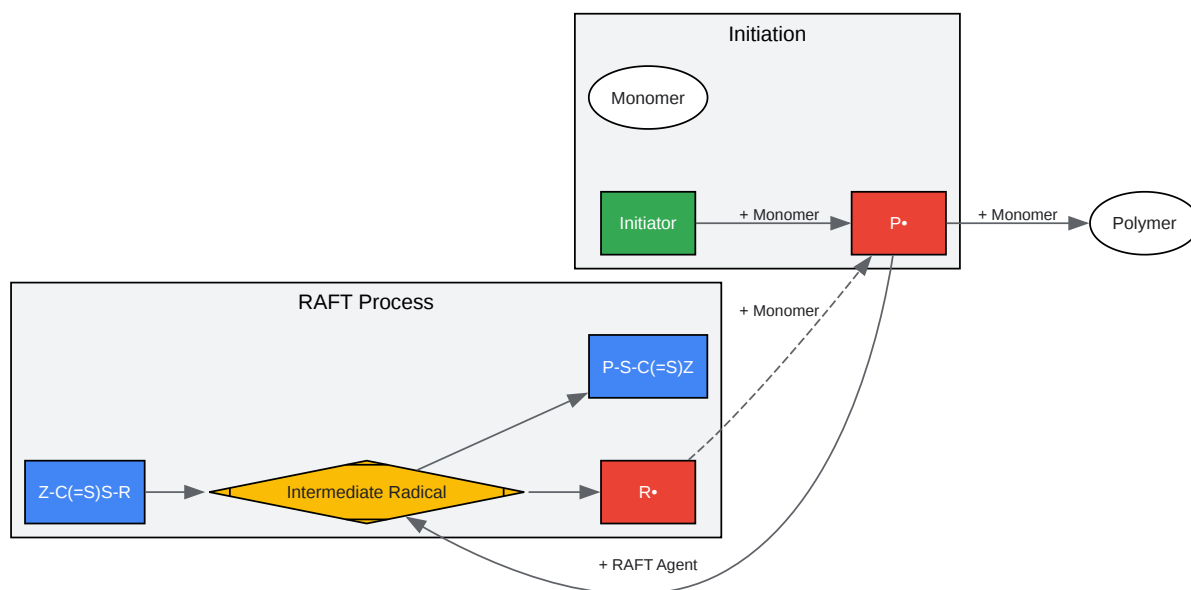 Initiation
Monomer
Initiator
+ Monomer
P•
+ Monomer
Polymer
RAFT Process
+ Monomer
P-S-C(=S)Z
Z-C(=S)S-R
Intermediate Radical
R•
+ RAFT Agent